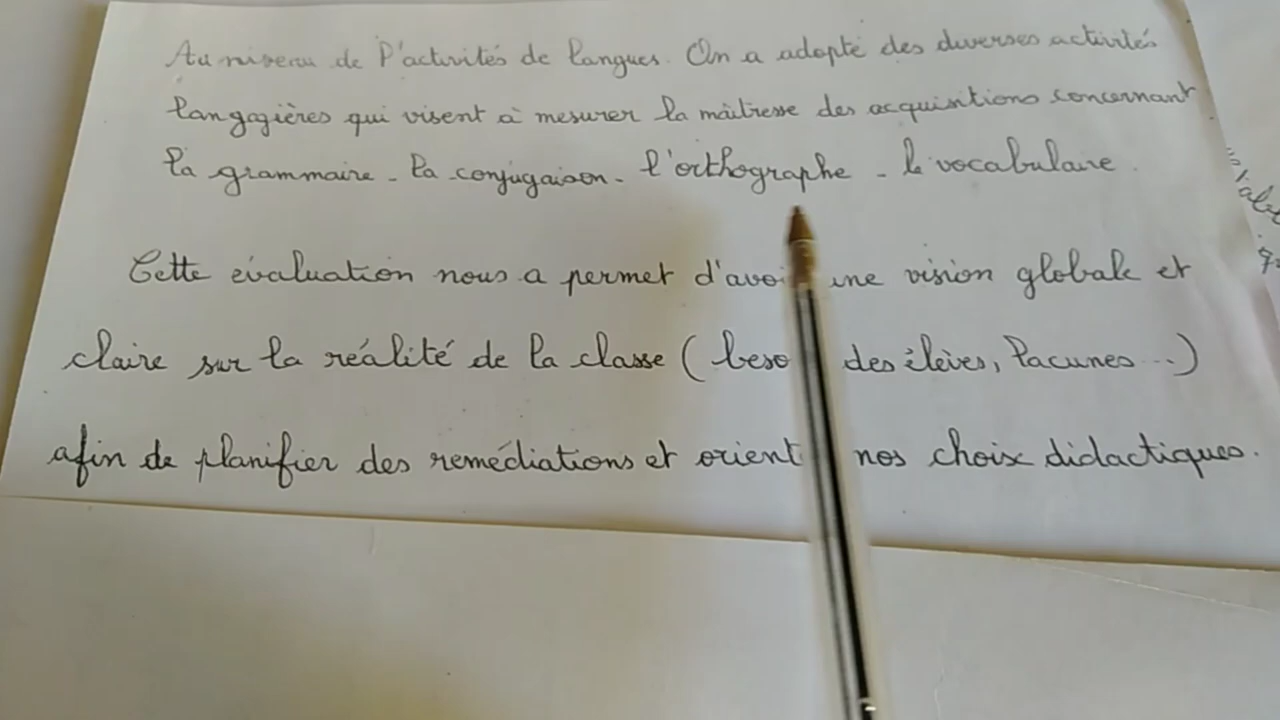 Au niveau de l'activités de langues. On a adopté des diverses activités
langagières qui visent à mesurer la maîtresse des acquisitions concernant
la grammaire - la conjugaison - l'orthographe - le vocabulaire.
Cette évaluation nous a permet d'avoi une vision globale et
claire sur la réalité de la classe ( beso des élèves, lacunes ...)
afin de planifier des remédiations et orient nos choix didactiques.